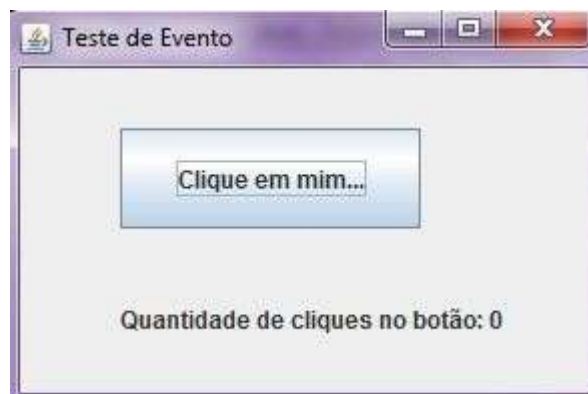 Teste de Evento
Clique em mim...
Quantidade de cliques no botão: 0